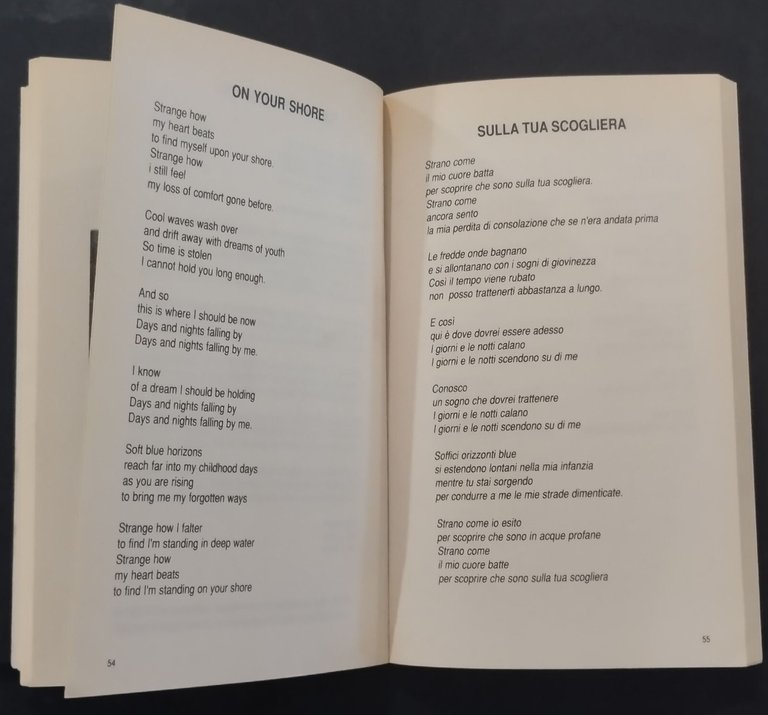 ON YOUR SHORE
Strange how
my heart beats
to find myself upon your shore.
Strange how
i still feel
my loss of comfort gone before.
Cool waves wash over
and drift away with dreams of youth
So time is stolen
I cannot hold you long enough.
And so
this is where I should be now
Days and nights falling by
Days and nights falling by me.
I know
of a dream I should be holding
Days and nights falling by
Days and nights falling by me.
Soft blue horizons
reach far into my childhood days
as you are rising
to bring me my forgotten ways
Strange how I falter
to find I'm standing in deep water
Strange how
my heart beats
to find I'm standing on your shore
54
SULLA TUA SCOGLIERA
Strano come
il mio cuore batta
per scoprire che sono sulla tua scogliera.
Strano come
ancora sento
la mia perdita di consolazione che se n'era andata prima
Le fredde onde bagnano
e si allontanano con i sogni di giovinezza
Così il tempo viene rubato
non posso trattenerti abbastanza a lungo.
E così
qui è dove dovrei essere adesso
I giorni e le notti calano
I giorni e le notti scendono su di me
Conosco
un sogno che dovrei trattenere
I giorni e le notti calano
I giorni e le notti scendono su di me
Soffici orizzonti blue
si estendono lontani nella mia infanzia
mentre tu stai sorgendo
per condurre a me le mie strade dimenticate.
Strano come io esito
per scoprire che sono in acque profane
Strano come
il mio cuore batte
per scoprire che sono sulla tua scogliera
55